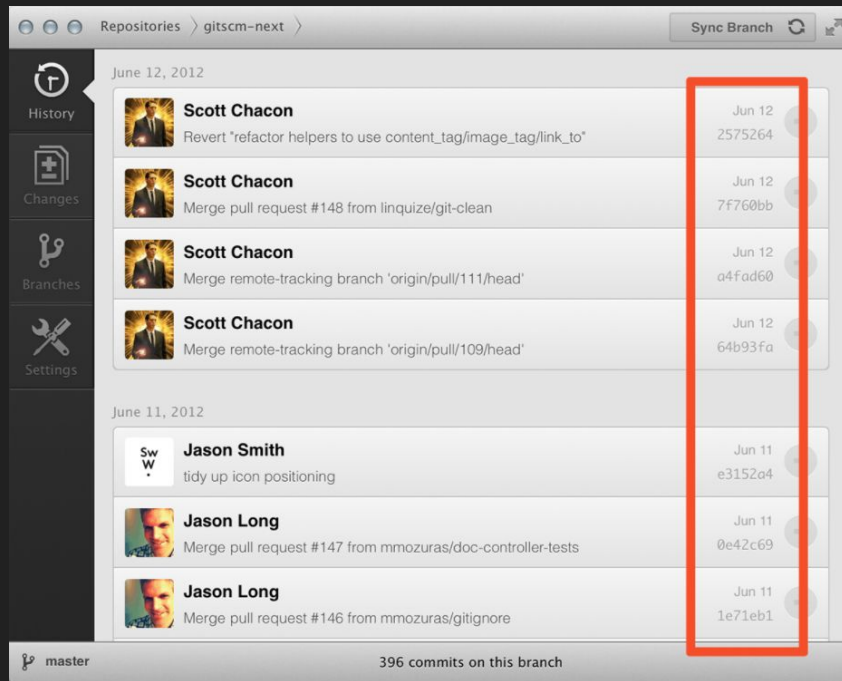 Repositories gitscm-next Sync Branch
History
Changes
Branches
Settings
June 12, 2012
Scott Chacon Jun 12
Revert "refactor helpers to use content_tag/image_tag/link_to" 2575264
Scott Chacon Jun 12
Merge pull request #148 from linquize/git-clean 7f760bb
Scott Chacon Jun 12
Merge remote-tracking branch 'origin/pull/111/head' a4fad60
Scott Chacon Jun 12
Merge remote-tracking branch 'origin/pull/109/head' 64b93fa
June 11, 2012
SW
W
.
Jason Smith Jun 11
tidy up icon positioning e3152a4
Jason Long Jun 11
Merge pull request #147 from mmozuras/doc-controller-tests 0e42c69
Jason Long Jun 11
Merge pull request #146 from mmozuras/gitignore 1e71eb1
master 396 commits on this branch